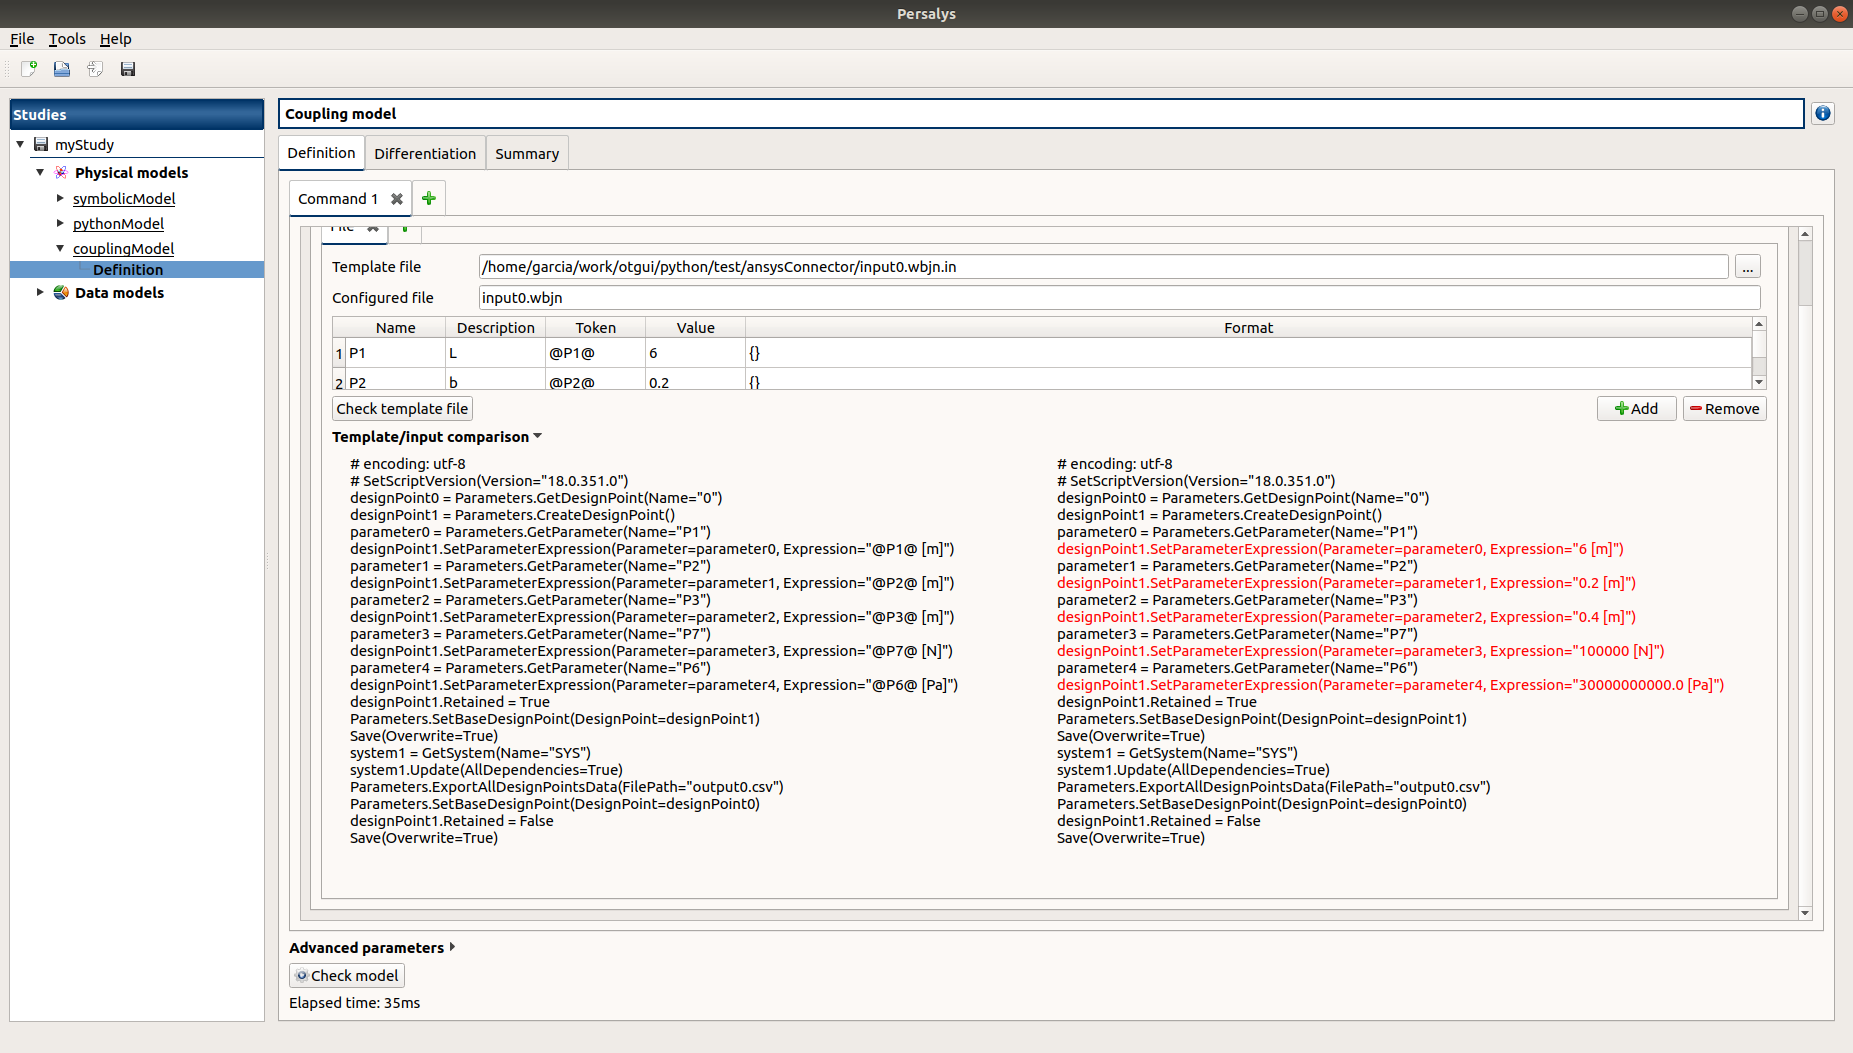 Persalys
File Tools Help
Studies
myStudy
Physical models
symbolicModel
pythonModel
couplingModel
Definition
Data models
Coupling model
Definition Differentiation Summary
Command 1
File
Template file /home/garcia/work/otgui/python/test/ansysConnector/input0.wbjn.in ...
Configured file input0.wbjn
Name Description Token Value Format
1 P1 L @P1@ 6 {}
2 P2 b @P2@ 0.2 {}
Check template file Add Remove
Template/input comparison
# encoding: utf-8
# SetScriptVersion(Version="18.0.351.0")
designPoint0 = Parameters.GetDesignPoint(Name="0")
designPoint1 = Parameters.CreateDesignPoint()
parameter0 = Parameters.GetParameter(Name="P1")
designPoint1.SetParameterExpression(Parameter=parameter0, Expression="@P1@ [m]")
parameter1 = Parameters.GetParameter(Name="P2")
designPoint1.SetParameterExpression(Parameter=parameter1, Expression="@P2@ [m]")
parameter2 = Parameters.GetParameter(Name="P3")
designPoint1.SetParameterExpression(Parameter=parameter2, Expression="@P3@ [m]")
parameter3 = Parameters.GetParameter(Name="P7")
designPoint1.SetParameterExpression(Parameter=parameter3, Expression="@P7@ [N]")
parameter4 = Parameters.GetParameter(Name="P6")
designPoint1.SetParameterExpression(Parameter=parameter4, Expression="@P6@ [Pa]")
designPoint1.Retained = True
Parameters.SetBaseDesignPoint(DesignPoint=designPoint1)
Save(Overwrite=True)
system1 = GetSystem(Name="SYS")
system1.Update(AllDependencies=True)
Parameters.ExportAllDesignPointsData(FilePath="output0.csv")
Parameters.SetBaseDesignPoint(DesignPoint=designPoint0)
designPoint1.Retained = False
Save(Overwrite=True)
# encoding: utf-8
# SetScriptVersion(Version="18.0.351.0")
designPoint0 = Parameters.GetDesignPoint(Name="0")
designPoint1 = Parameters.CreateDesignPoint()
parameter0 = Parameters.GetParameter(Name="P1")
designPoint1.SetParameterExpression(Parameter=parameter0, Expression="6 [m]")
parameter1 = Parameters.GetParameter(Name="P2")
designPoint1.SetParameterExpression(Parameter=parameter1, Expression="0.2 [m]")
parameter2 = Parameters.GetParameter(Name="P3")
designPoint1.SetParameterExpression(Parameter=parameter2, Expression="0.4 [m]")
parameter3 = Parameters.GetParameter(Name="P7")
designPoint1.SetParameterExpression(Parameter=parameter3, Expression="100000 [N]")
parameter4 = Parameters.GetParameter(Name="P6")
designPoint1.SetParameterExpression(Parameter=parameter4, Expression="30000000000.0 [Pa]")
designPoint1.Retained = True
Parameters.SetBaseDesignPoint(DesignPoint=designPoint1)
Save(Overwrite=True)
system1 = GetSystem(Name="SYS")
system1.Update(AllDependencies=True)
Parameters.ExportAllDesignPointsData(FilePath="output0.csv")
Parameters.SetBaseDesignPoint(DesignPoint=designPoint0)
designPoint1.Retained = False
Save(Overwrite=True)
Advanced parameters
Check model
Elapsed time: 35ms